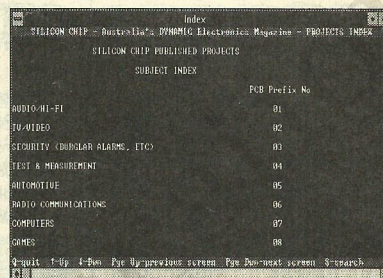 Index
SILICON CHIP - Australia's DYNAMIC Electronics Magazine - PROJECTS INDEX
SILICON CHIP PUBLISHED PROJECTS
SUBJECT INDEX
PCB Prefix No
AUDIO/HI-FI 01
TV/VIDEO 02
SECURITY (BURGLAR ALARMS, ETC) 03
TEST & MEASUREMENT 04
AUTOMOTIVE 05
RADIO COMMUNICATIONS 06
COMPUTERS 07
GAMES 08
Q-quit ↑-Up ↓-Dwn Pge Up-previous screen Pge Dwn-next screen S-search